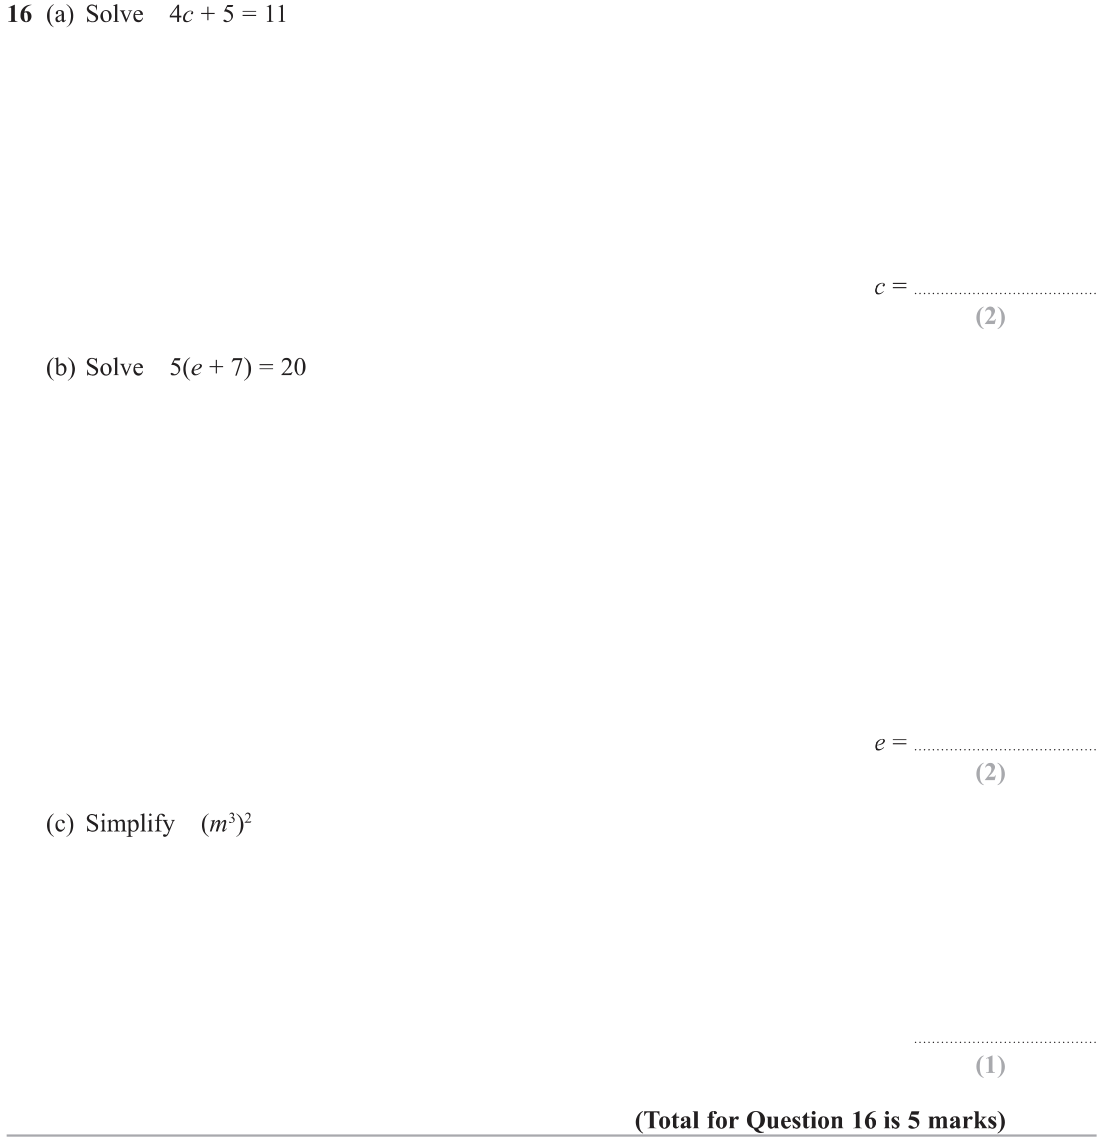 16 (a) Solve 4c + 5 = 11
c = ........................................
(2)
(b) Solve 5(e + 7) = 20
e = ........................................
(2)
(c) Simplify (m³)²
........................................
(1)
(Total for Question 16 is 5 marks)